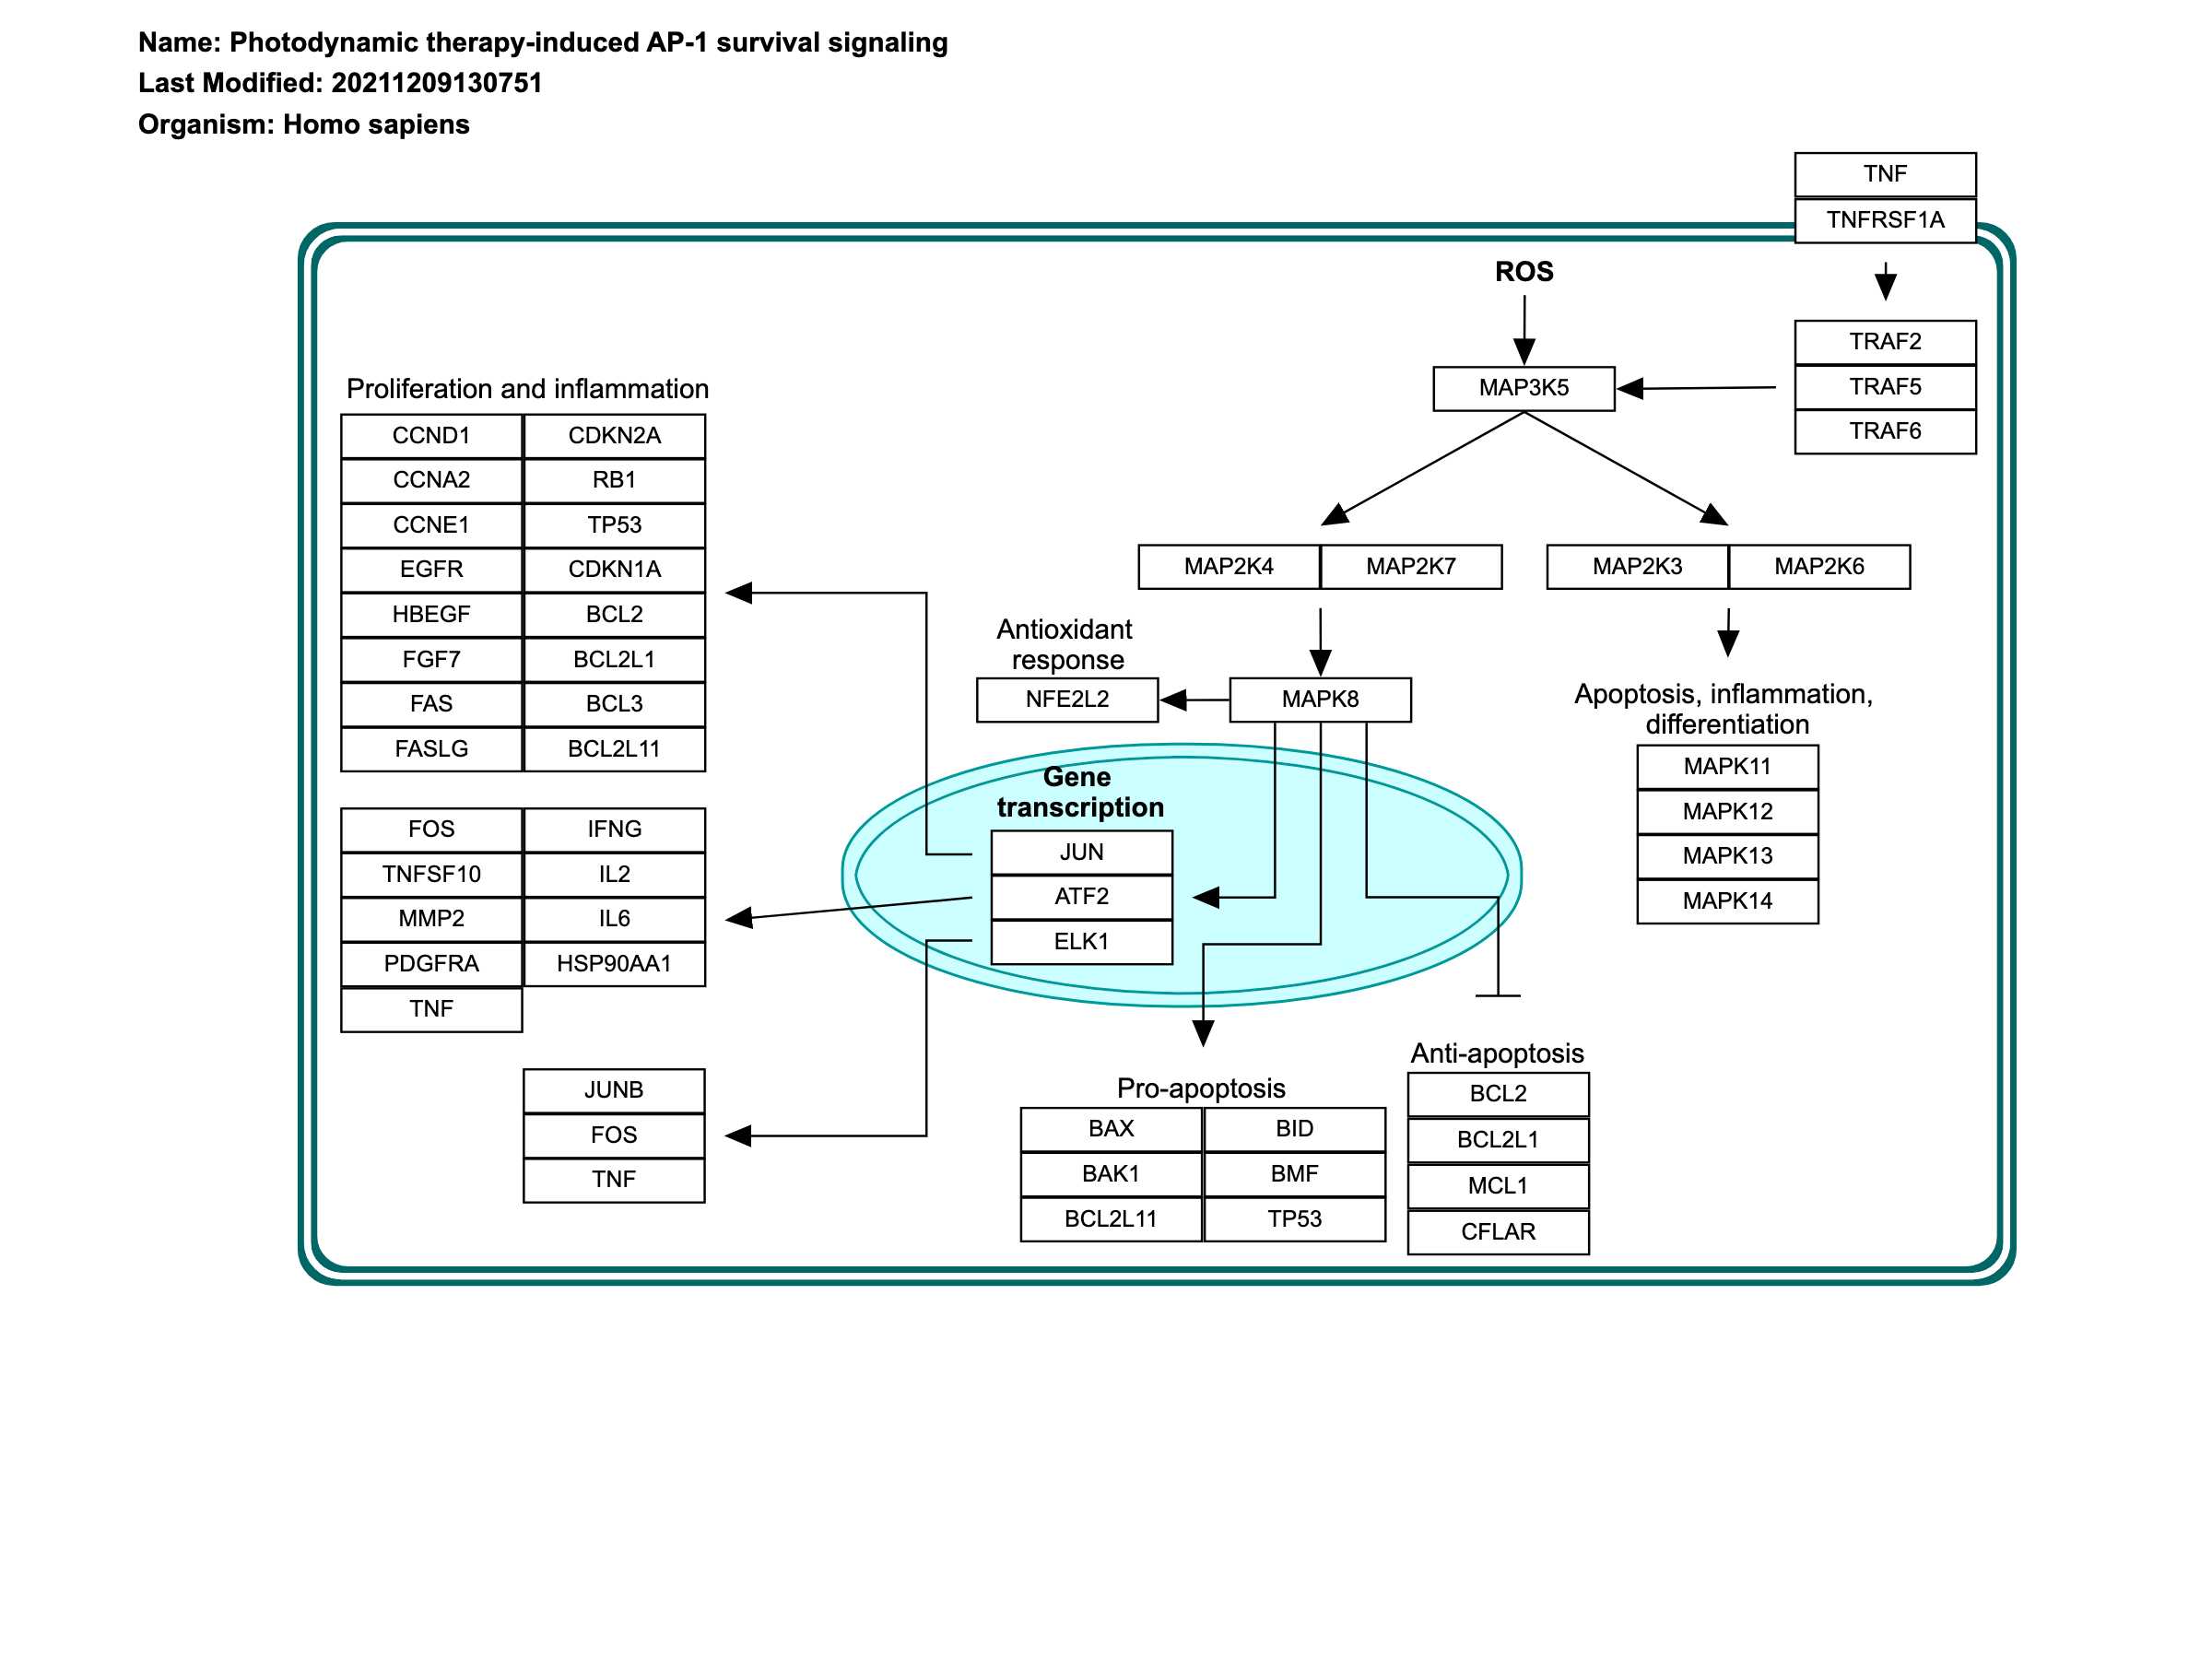 Name: Photodynamic therapy-induced AP-1 survival signaling
Last Modified: 20211209130751
Organism: Homo sapiens
TNF
TNFRSF1A
ROS
TRAF2
TRAF5
TRAF6
MAP3K5
MAP2K4
MAP2K7
MAP2K3
MAP2K6
Antioxidant
response
NFE2L2
MAPK8
Apoptosis, inflammation,
differentiation
MAPK11
MAPK12
MAPK13
MAPK14
Proliferation and inflammation
CCND1
CDKN2A
CCNA2
RB1
CCNE1
TP53
EGFR
CDKN1A
HBEGF
BCL2
FGF7
BCL2L1
FAS
BCL3
FASLG
BCL2L11
FOS
IFNG
TNFSF10
IL2
MMP2
IL6
PDGFRA
HSP90AA1
TNF
JUNB
FOS
TNF
Gene
transcription
JUN
ATF2
ELK1
Pro-apoptosis
BAX
BID
BAK1
BMF
BCL2L11
TP53
Anti-apoptosis
BCL2
BCL2L1
MCL1
CFLAR